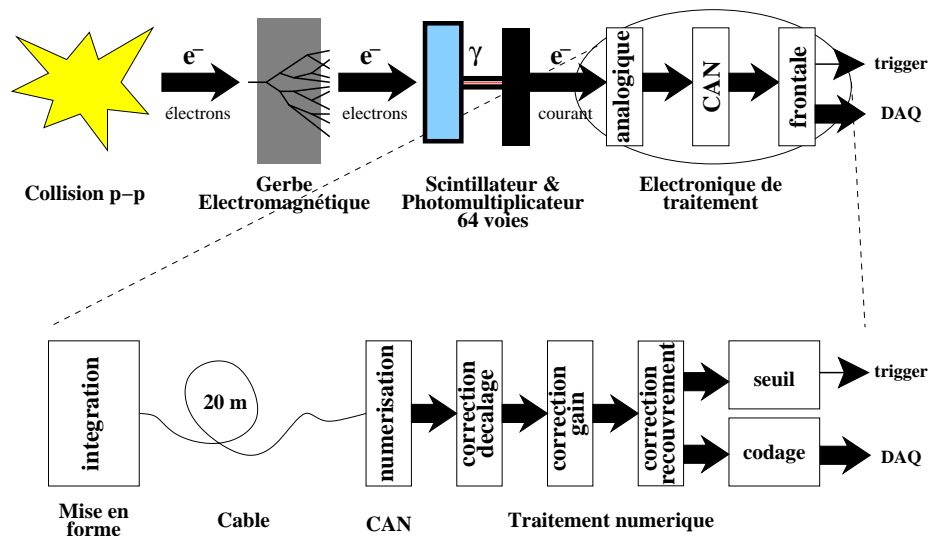 e−
électrons
e−
electrons
γ
e−
courant
analogique
CAN
frontale
trigger
DAQ
Collision p−p
Gerbe
Electromagnétique
Scintillateur &
Photomultiplicateur
64 voies
Electronique de
traitement
integration
20 m
numerisation
correction
decalage
correction
gain
correction
recouvrement
seuil
codage
trigger
DAQ
Mise en
forme
Cable
CAN
Traitement numerique